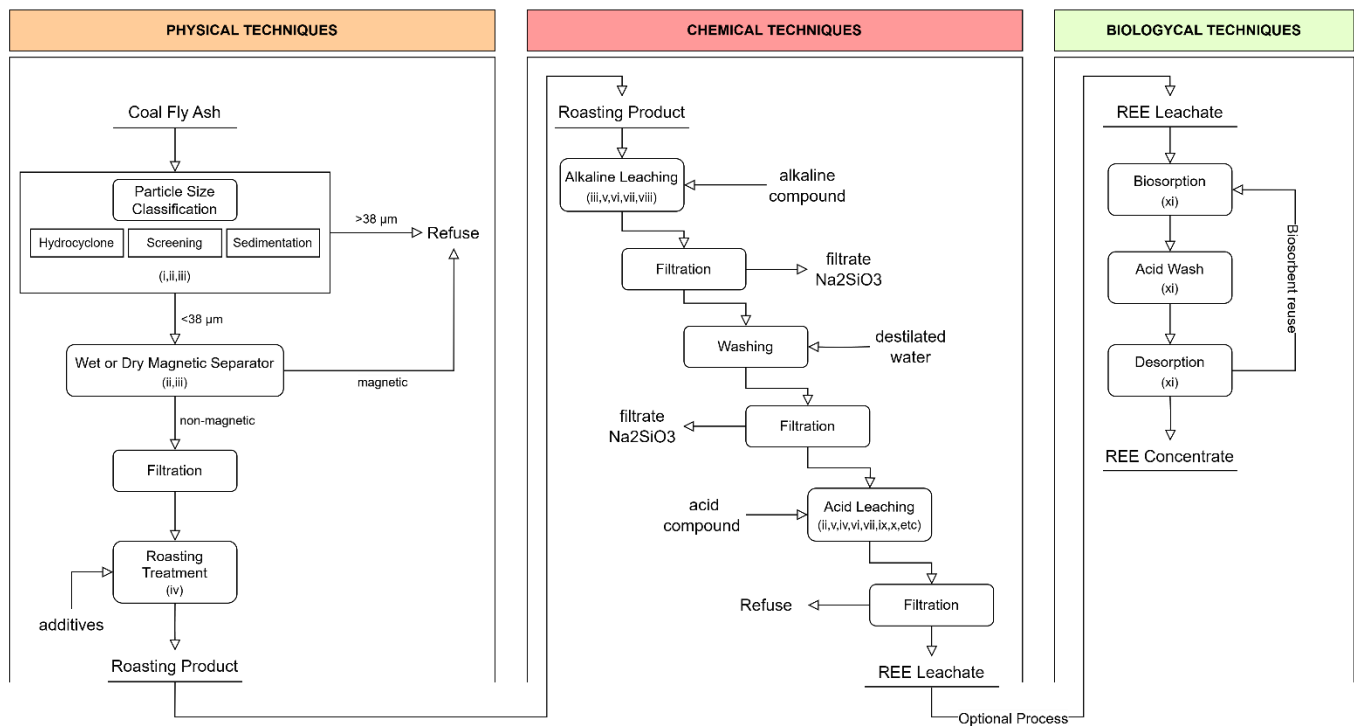 PHYSICAL TECHNIQUES
Coal Fly Ash
Particle Size
Classification
Hydrocyclone
Screening
Sedimentation
(i,ii,iii)
>38 µm
Refuse
<38 µm
Wet or Dry Magnetic Separator
(ii,iii)
magnetic
non-magnetic
Filtration
Roasting
Treatment
(iv)
additives
Roasting Product
CHEMICAL TECHNIQUES
Roasting Product
Alkaline Leaching
(iii,v,vi,vii,viii)
alkaline
compound
Filtration
filtrate
Na2SiO3
Washing
destilated
water
Filtration
filtrate
Na2SiO3
Acid Leaching
(ii,v,iv,vi,vii,ix,x,etc)
acid
compound
Filtration
Refuse
REE Leachate
Optional Process
BIOLOGYCAL TECHNIQUES
REE Leachate
Biosorption
(xi)
Acid Wash
(xi)
Desorption
(xi)
Biosorbent reuse
REE Concentrate